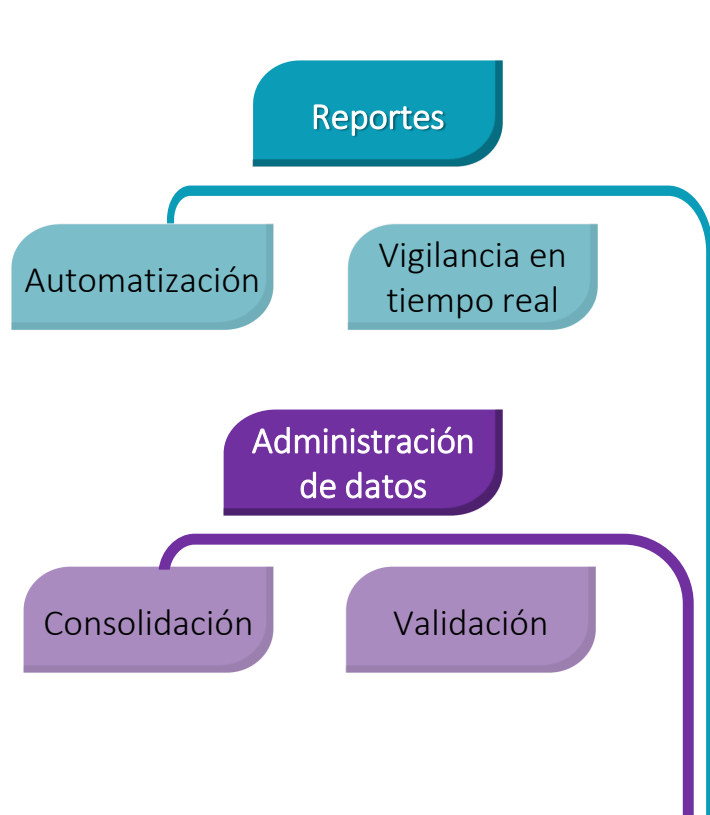 Reportes
Automatización
Vigilancia en
tiempo real
Administración
de datos
Consolidación
Validación